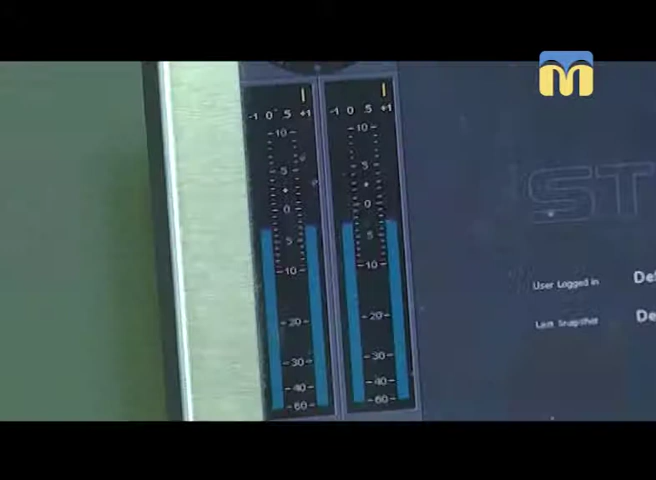 M
-1 0 .5 +1 -1 0 .5 +1
10 10
5 5
+ +
0 0
5 5
10 10
20 20
30 30
40 40
60 60
ST
User Logged in
Last Snapshot